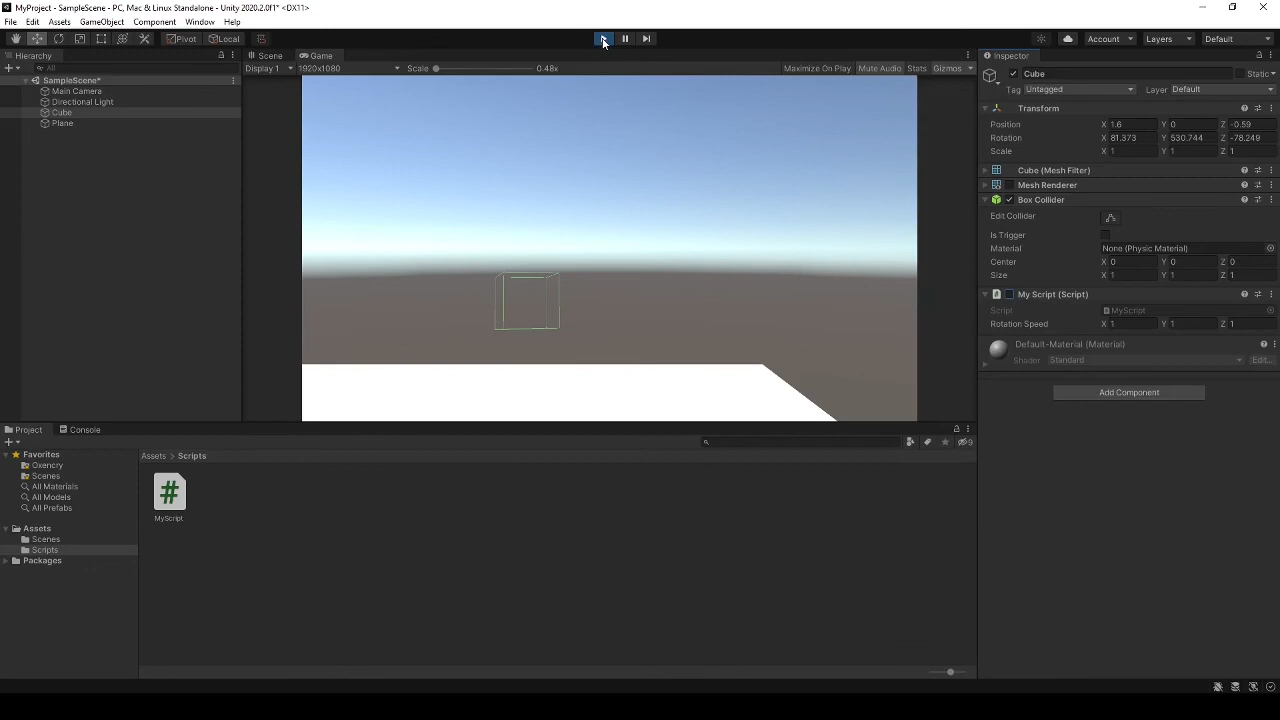 MyProject - SampleScene - PC, Mac & Linux Standalone - Unity 2020.2.0f1* <DX11>
File Edit Assets GameObject Component Window Help
Pivot Local Account Layers Default
Hierarchy Scene Game Inspector
All Display 1 1920x1080 Scale 0.48x Maximize On Play Mute Audio Stats Gizmos
SampleScene*
Main Camera
Directional Light
Cube
Plane
Cube Static
Tag Untagged Layer Default
Transform
Position X 1.6 Y 0 Z -0.59
Rotation X 81.373 Y 530.744 Z -78.249
Scale X 1 Y 1 Z 1
Cube (Mesh Filter)
Mesh Renderer
Box Collider
Edit Collider
Is Trigger
Material None (Physic Material)
Center X 0 Y 0 Z 0
Size X 1 Y 1 Z 1
# My Script (Script)
Script MyScript
Rotation Speed X 1 Y 1 Z 1
Default-Material (Material)
Shader Standard Edit...
Add Component
Project Console
9
Favorites
Oxencry
Scenes
All Materials
All Models
All Prefabs
Assets
Scenes
Scripts
Packages
Assets > Scripts
#
MyScript